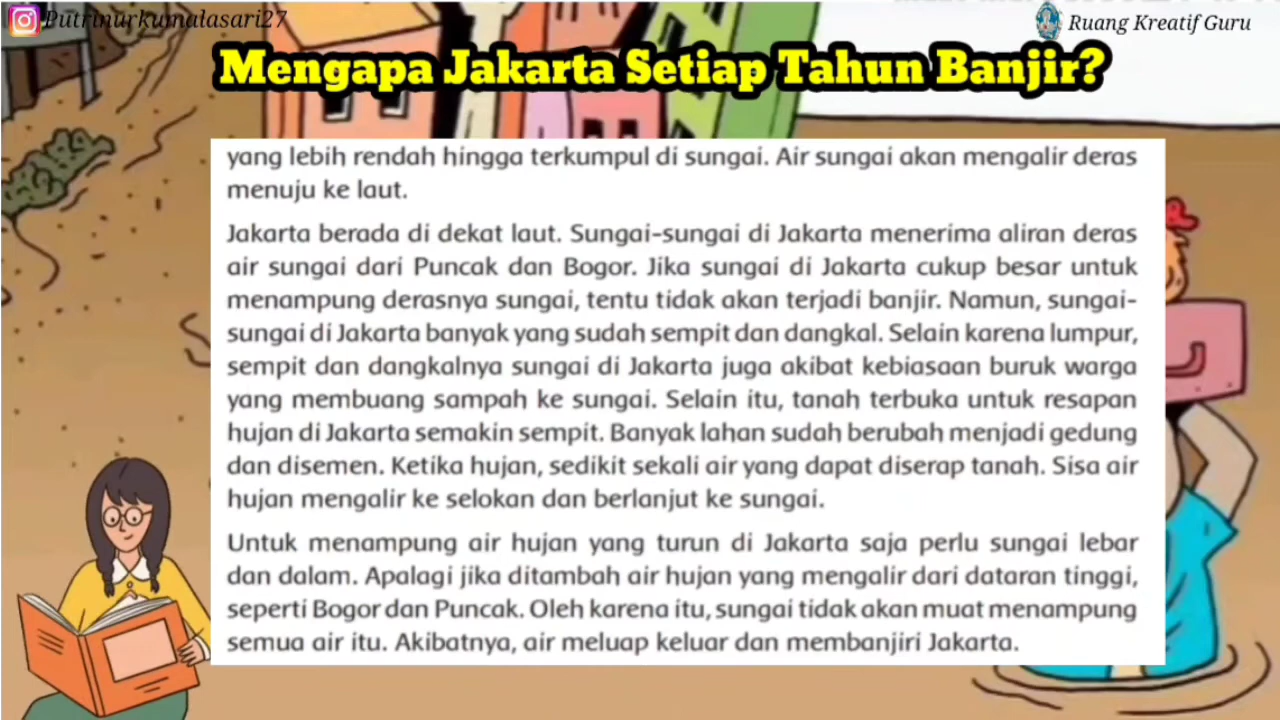 Putrinurkumalasari27
Ruang Kreatif Guru
Mengapa Jakarta Setiap Tahun Banjir?
yang lebih rendah hingga terkumpul di sungai. Air sungai akan mengalir deras
menuju ke laut.
Jakarta berada di dekat laut. Sungai-sungai di Jakarta menerima aliran deras
air sungai dari Puncak dan Bogor. Jika sungai di Jakarta cukup besar untuk
menampung derasnya sungai, tentu tidak akan terjadi banjir. Namun, sungai-
sungai di Jakarta banyak yang sudah sempit dan dangkal. Selain karena lumpur,
sempit dan dangkalnya sungai di Jakarta juga akibat kebiasaan buruk warga
yang membuang sampah ke sungai. Selain itu, tanah terbuka untuk resapan
hujan di Jakarta semakin sempit. Banyak lahan sudah berubah menjadi gedung
dan disemen. Ketika hujan, sedikit sekali air yang dapat diserap tanah. Sisa air
hujan mengalir ke selokan dan berlanjut ke sungai.
Untuk menampung air hujan yang turun di Jakarta saja perlu sungai lebar
dan dalam. Apalagi jika ditambah air hujan yang mengalir dari dataran tinggi,
seperti Bogor dan Puncak. Oleh karena itu, sungai tidak akan muat menampung
semua air itu. Akibatnya, air meluap keluar dan membanjiri Jakarta.